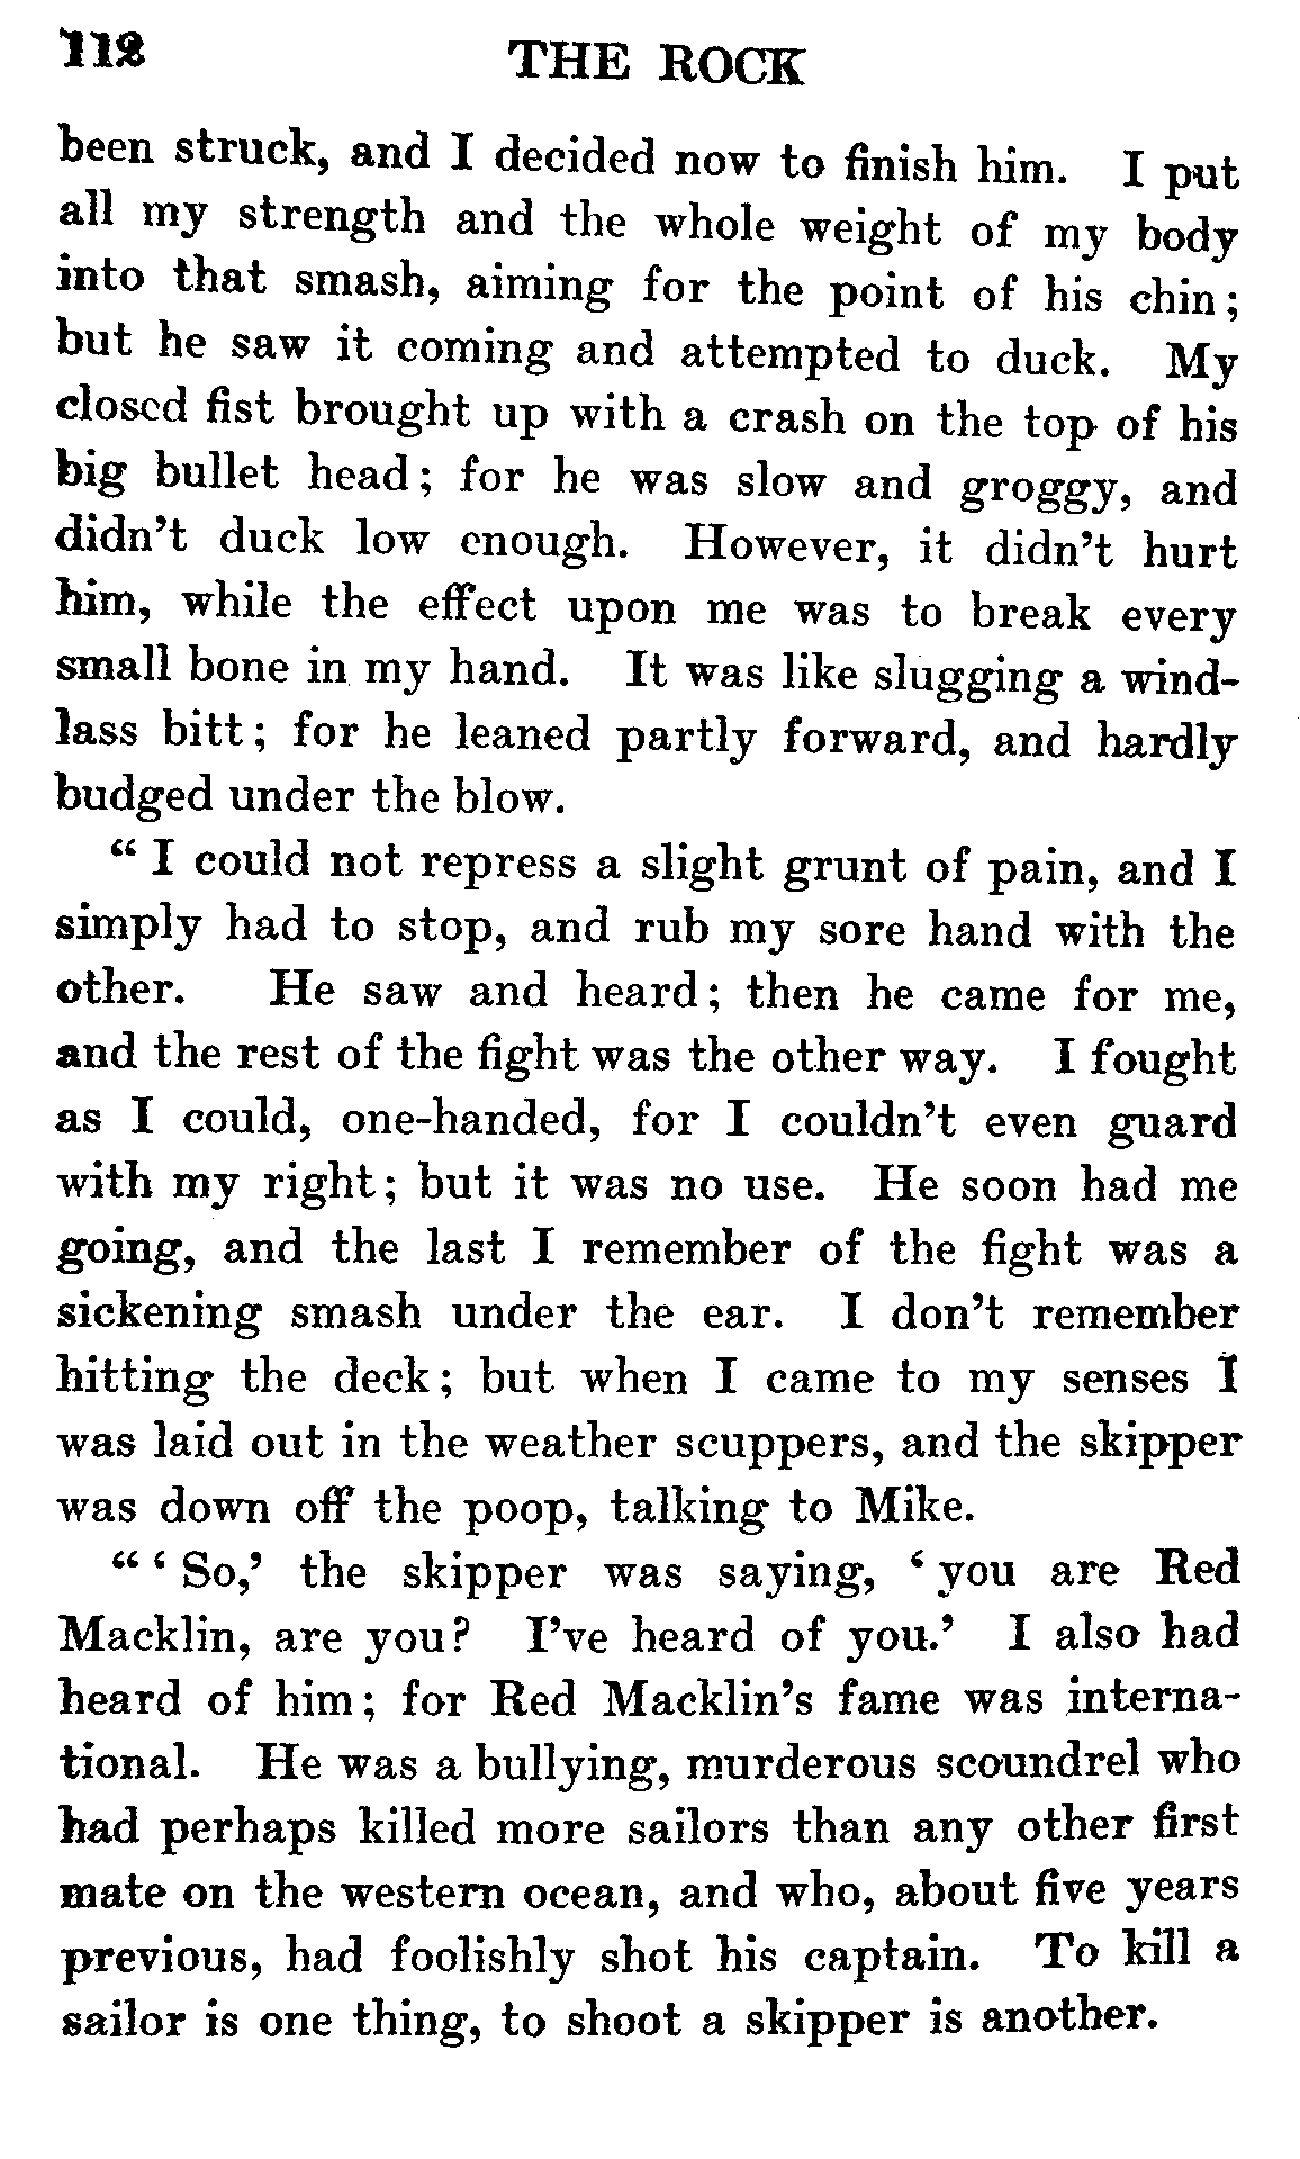 112
THE ROCK
been struck, and I decided now to finish him. I put
all my strength and the whole weight of my body
into that smash, aiming for the point of his chin;
but he saw it coming and attempted to duck. My
closed fist brought up with a crash on the top of his
big bullet head; for he was slow and groggy, and
didn't duck low enough. However, it didn't hurt
him, while the effect upon me was to break every
small bone in my hand. It was like slugging a wind-
lass bitt; for he leaned partly forward, and hardly
budged under the blow.
“ I could not repress a slight grunt of pain, and I
simply had to stop, and rub my sore hand with the
other. He saw and heard; then he came for me,
and the rest of the fight was the other way. I fought
as I could, one-handed, for I couldn't even guard
with my right; but it was no use. He soon had me
going, and the last I remember of the fight was a
sickening smash under the ear. I don't remember
hitting the deck; but when I came to my senses I
was laid out in the weather scuppers, and the skipper
was down off the poop, talking to Mike.
“ ‘ So,’ the skipper was saying, ‘ you are Red
Macklin, are you? I've heard of you.’ I also had
heard of him; for Red Macklin's fame was interna-
tional. He was a bullying, murderous scoundrel who
had perhaps killed more sailors than any other first
mate on the western ocean, and who, about five years
previous, had foolishly shot his captain. To kill a
sailor is one thing, to shoot a skipper is another.